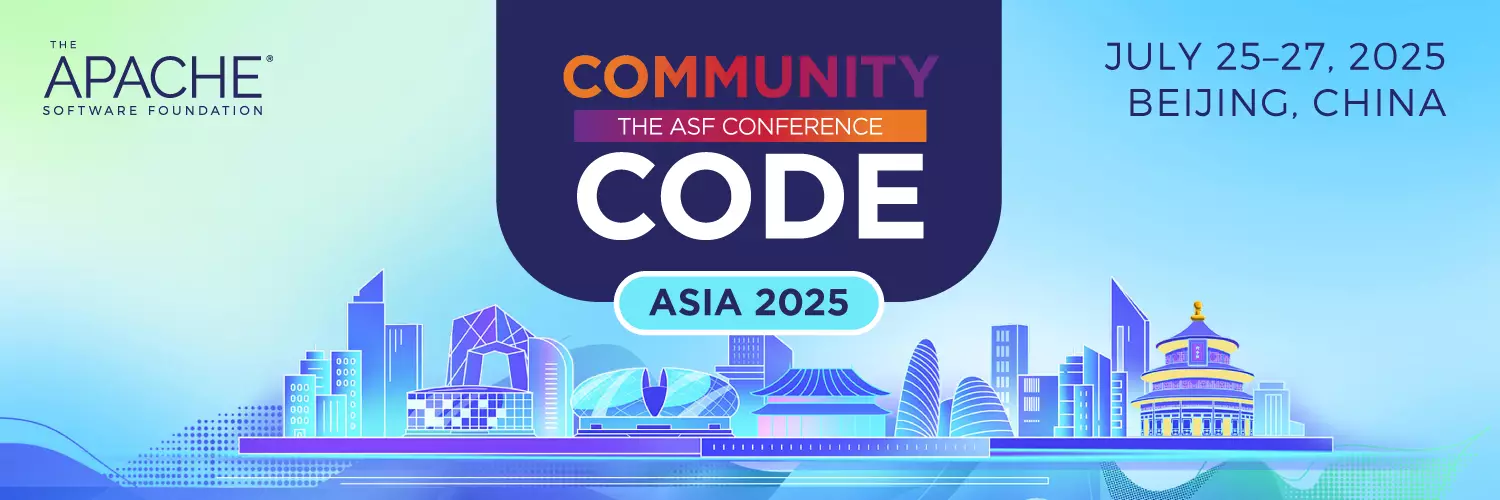 THE
APACHE®
SOFTWARE FOUNDATION
COMMUNITY
THE ASF CONFERENCE
CODE
ASIA 2025
JULY 25–27, 2025
BEIJING, CHINA